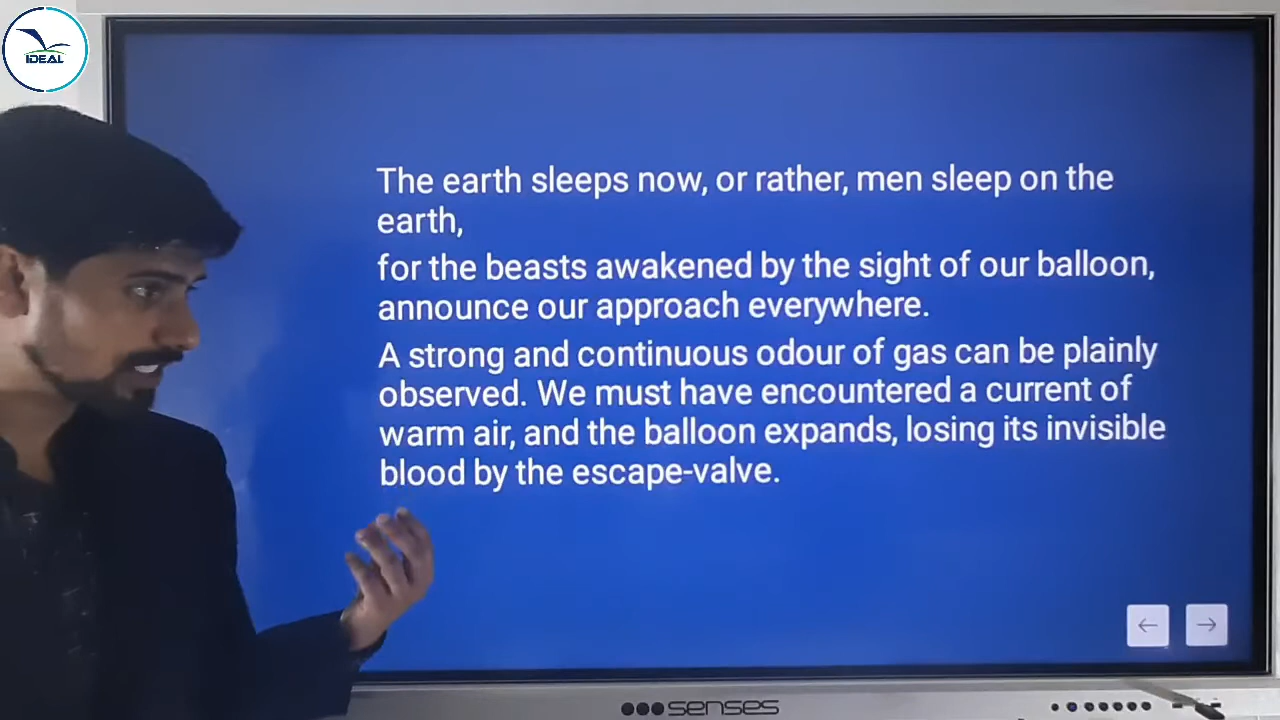 IDEAL
The earth sleeps now, or rather, men sleep on the
earth,
for the beasts awakened by the sight of our balloon,
announce our approach everywhere.
A strong and continuous odour of gas can be plainly
observed. We must have encountered a current of
warm air, and the balloon expands, losing its invisible
blood by the escape-valve.
senses